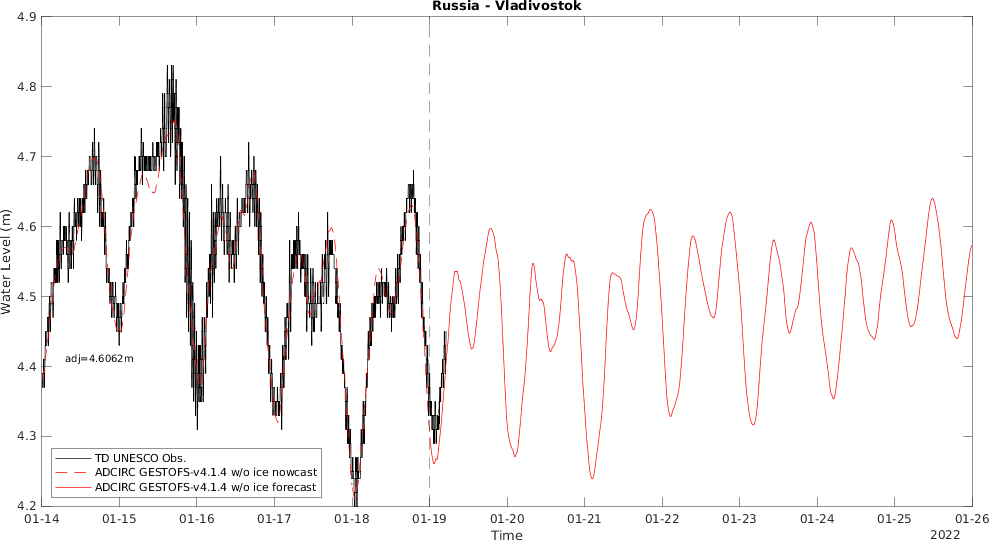 Russia - Vladivostok
4.9
4.8
4.7
4.6
4.5
4.4
4.3
4.2
Water Level (m)
adj=4.6062m
TD UNESCO Obs.
ADCIRC GESTOFS-v4.1.4 w/o ice nowcast
ADCIRC GESTOFS-v4.1.4 w/o ice forecast
01-14 01-15 01-16 01-17 01-18 01-19 01-20 01-21 01-22 01-23 01-24 01-25 01-26
Time
2022